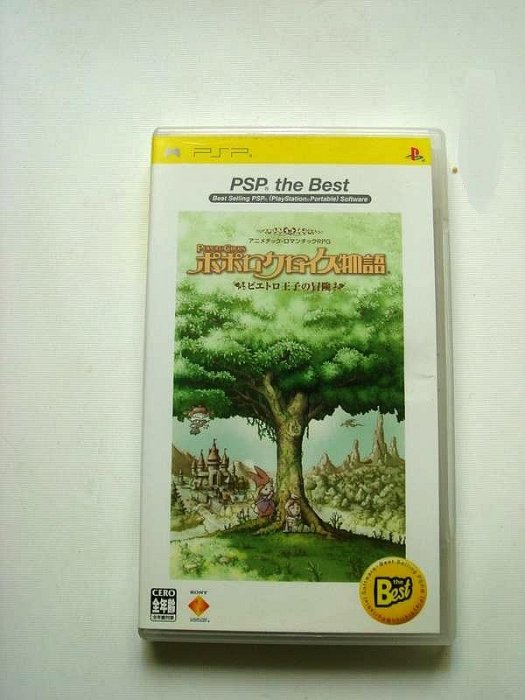 PSP
PSP® the Best
Best Selling PSP® (PlayStation®Portable) Software
アニメチック・ロマンチックRPG
ポポロクロイス物語
ピエトロ王子の冒険
CERO
全年齢
SONY
the
Best